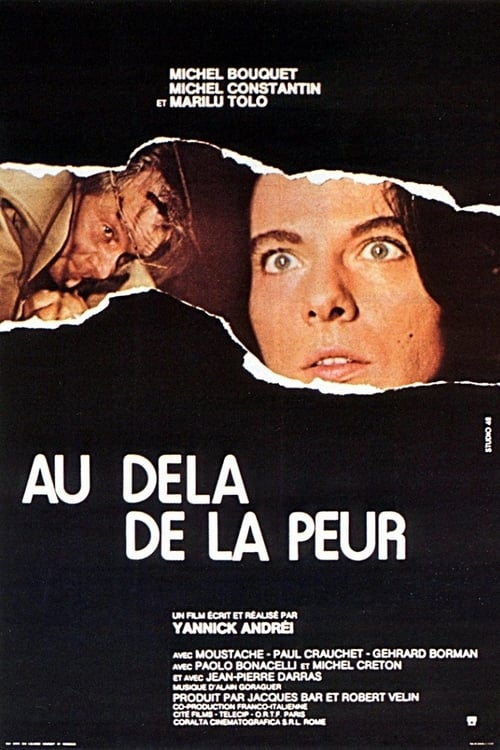 MICHEL BOUQUET
MICHEL CONSTANTIN
ET MARILU TOLO
STUDIO 48
AU DELA
DE LA PEUR
UN FILM ÉCRIT ET RÉALISÉ PAR
YANNICK ANDRÉI
AVEC MOUSTACHE - PAUL CRAUCHET - GEHRARD BORMAN
AVEC PAOLO BONACELLI ET MICHEL CRETON
ET AVEC JEAN-PIERRE DARRAS
MUSIQUE D'ALAIN GORAGUER
PRODUIT PAR JACQUES BAR ET ROBERT VELIN
CO-PRODUCTION FRANCO-ITALIENNE
CITÉ FILMS - TELECIP - O.R.T.F. PARIS
CORALTA CINEMATOGRAFICA S.R.L. ROME